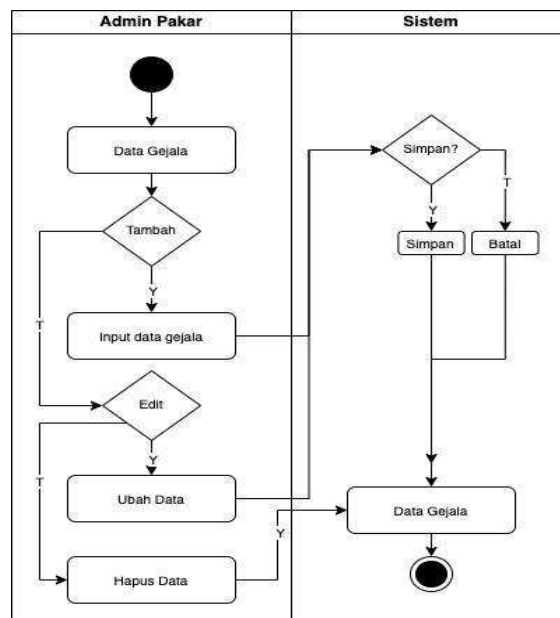 Admin Pakar
Sistem
Data Gejala
Simpan?
T
Y
Tambah
Simpan
Batal
Y
T
Input data gejala
Edit
Y
T
Ubah Data
Data Gejala
Y
Hapus Data